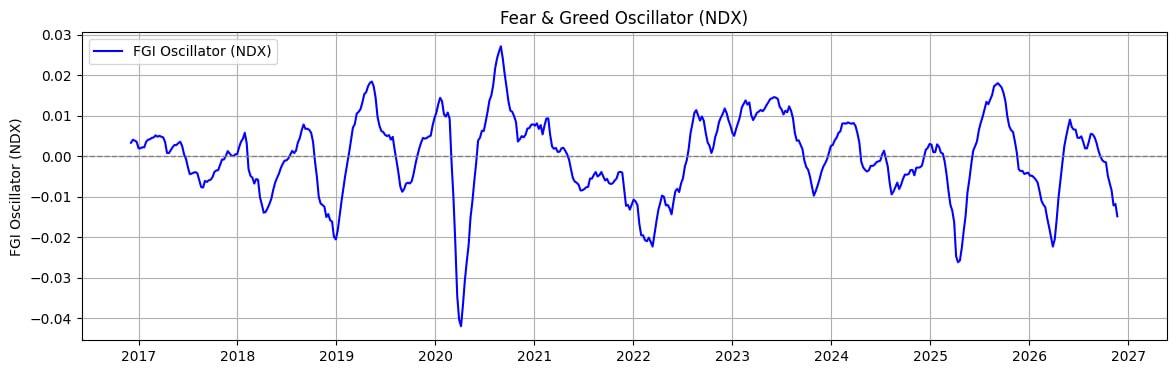 Fear & Greed Oscillator (NDX)
FGI Oscillator (NDX)
FGI Oscillator (NDX)
0.03
0.02
0.01
0.00
−0.01
−0.02
−0.03
−0.04
2017 2018 2019 2020 2021 2022 2023 2024 2025 2026 2027